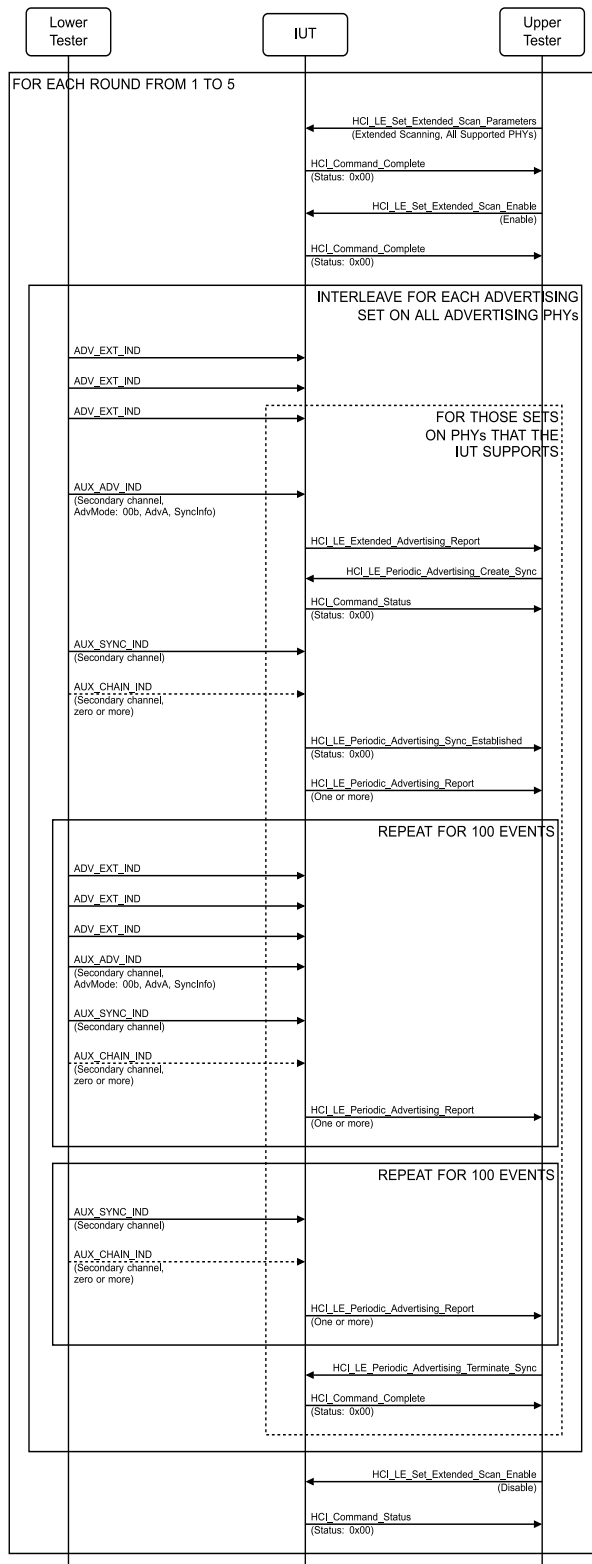 Lower
Tester
IUT
Upper
Tester
FOR EACH ROUND FROM 1 TO 5
HCI_LE_Set_Extended_Scan_Parameters
(Extended Scanning, All Supported PHYs)
HCI_Command_Complete
(Status: 0x00)
HCI_LE_Set_Extended_Scan_Enable
(Enable)
HCI_Command_Complete
(Status: 0x00)
INTERLEAVE FOR EACH ADVERTISING
SET ON ALL ADVERTISING PHYs
ADV_EXT_IND
ADV_EXT_IND
ADV_EXT_IND
FOR THOSE SETS
ON PHYs THAT THE
IUT SUPPORTS
AUX_ADV_IND
(Secondary channel,
AdvMode: 00b, AdvA, SyncInfo)
HCI_LE_Extended_Advertising_Report
HCI_LE_Periodic_Advertising_Create_Sync
HCI_Command_Status
(Status: 0x00)
AUX_SYNC_IND
(Secondary channel)
AUX_CHAIN_IND
(Secondary channel,
zero or more)
HCI_LE_Periodic_Advertising_Sync_Established
(Status: 0x00)
HCI_LE_Periodic_Advertising_Report
(One or more)
REPEAT FOR 100 EVENTS
ADV_EXT_IND
ADV_EXT_IND
ADV_EXT_IND
AUX_ADV_IND
(Secondary channel,
AdvMode: 00b, AdvA, SyncInfo)
AUX_SYNC_IND
(Secondary channel)
AUX_CHAIN_IND
(Secondary channel,
zero or more)
HCI_LE_Periodic_Advertising_Report
(One or more)
REPEAT FOR 100 EVENTS
AUX_SYNC_IND
(Secondary channel)
AUX_CHAIN_IND
(Secondary channel,
zero or more)
HCI_LE_Periodic_Advertising_Report
(One or more)
HCI_LE_Periodic_Advertising_Terminate_Sync
HCI_Command_Complete
(Status: 0x00)
HCI_LE_Set_Extended_Scan_Enable
(Disable)
HCI_Command_Status
(Status: 0x00)